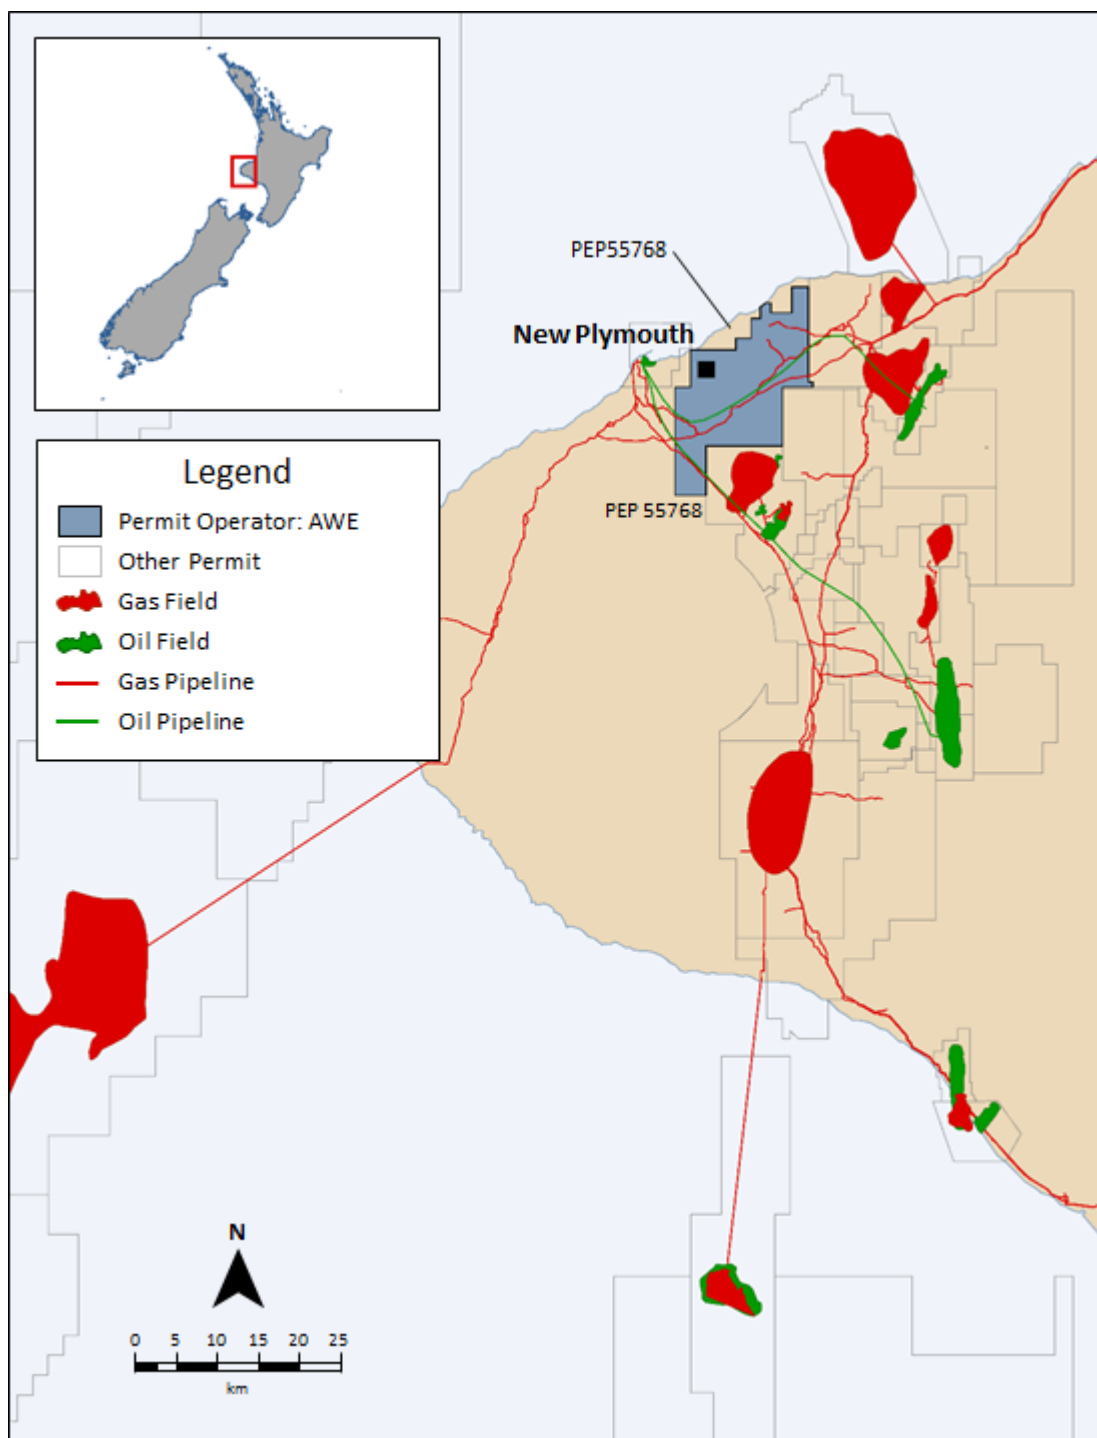 PEP55768
New Plymouth
PEP 55768
Legend
Permit Operator: AWE
Other Permit
Gas Field
Oil Field
Gas Pipeline
Oil Pipeline
N
0 5 10 15 20 25
km